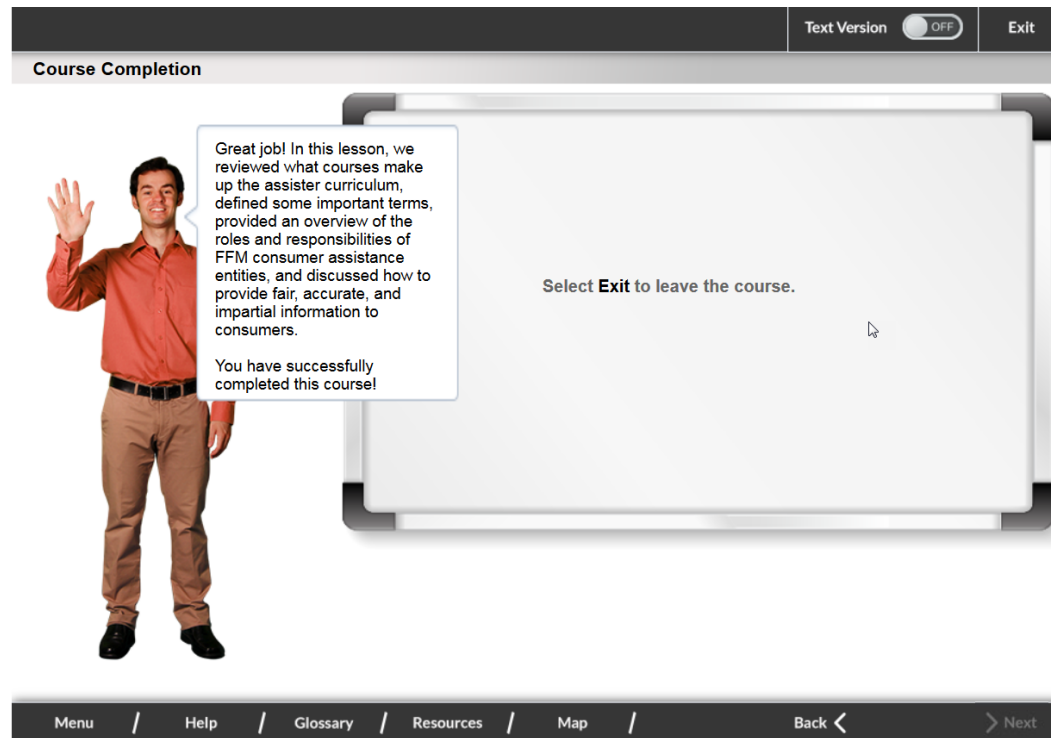 Text Version OFF Exit
Course Completion
Great job! In this lesson, we
reviewed what courses make
up the assister curriculum,
defined some important terms,
provided an overview of the
roles and responsibilities of
FFM consumer assistance
entities, and discussed how to
provide fair, accurate, and
impartial information to
consumers.
You have successfully
completed this course!
Select Exit to leave the course.
Menu / Help / Glossary / Resources / Map / Back < > Next